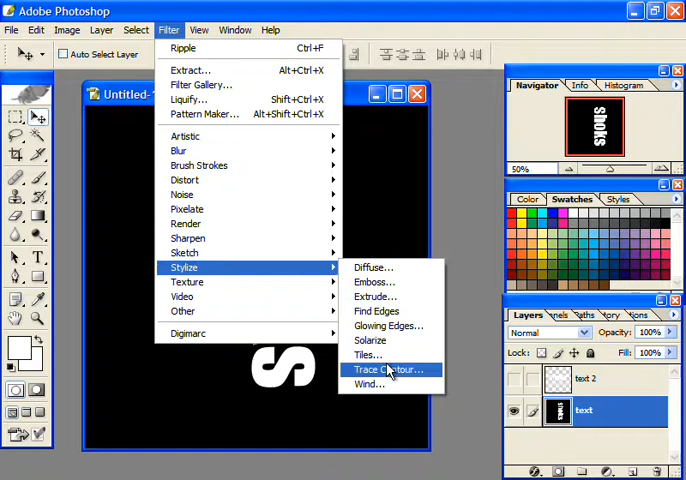 Adobe Photoshop
File Edit Image Layer Select Filter View Window Help
Auto Select Layer
Ripple Ctrl+F
Extract... Alt+Ctrl+X
Filter Gallery...
Liquify... Shift+Ctrl+X
Pattern Maker... Alt+Shift+Ctrl+X
Artistic
Blur
Brush Strokes
Distort
Noise
Pixelate
Render
Sharpen
Sketch
Stylize
Texture
Video
Other
Digimarc
Diffuse...
Emboss...
Extrude...
Find Edges
Glowing Edges...
Solarize
Tiles...
Trace Contour...
Wind...
Untitled-
s
Navigator Info Histogram
shoks
50%
Color Swatches Styles
Layers Paths
Normal Opacity: 100%
Lock: Fill: 100%
text 2
shoks text